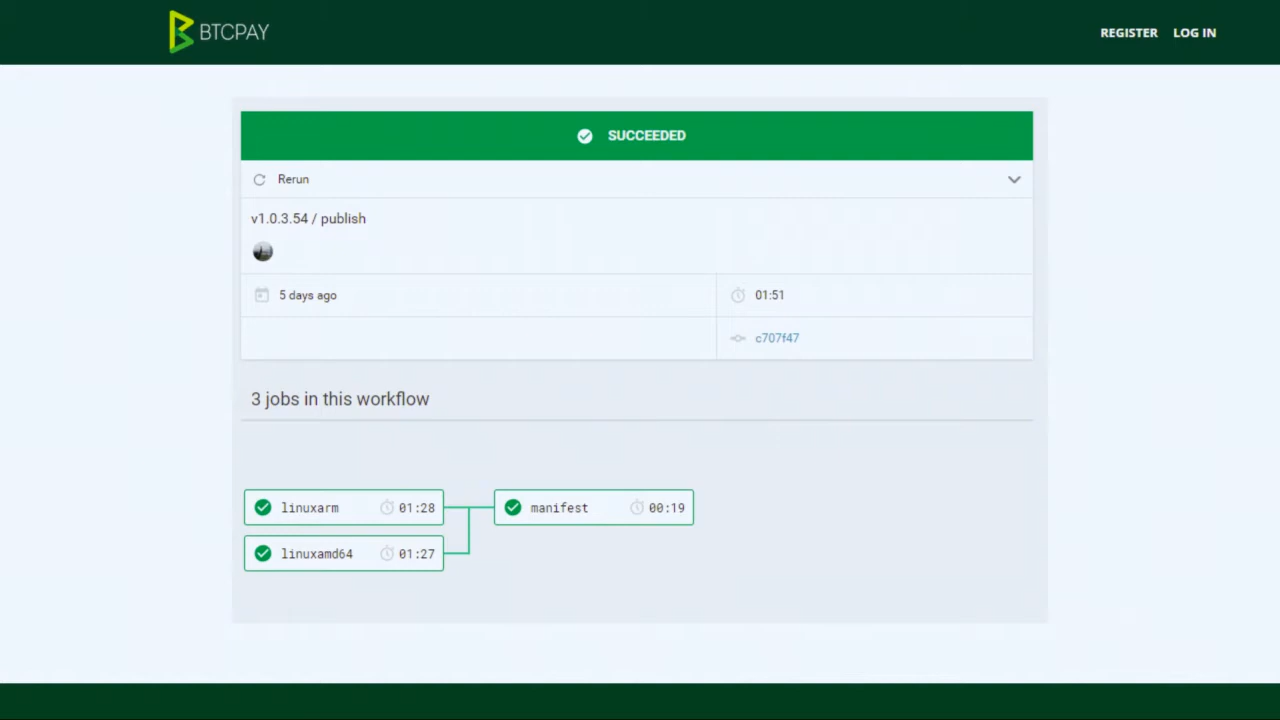 BTCPAY
REGISTER LOG IN
SUCCEEDED
Rerun
v1.0.3.54 / publish
5 days ago
01:51
c707f47
3 jobs in this workflow
linuxarm 01:28
manifest 00:19
linuxamd64 01:27